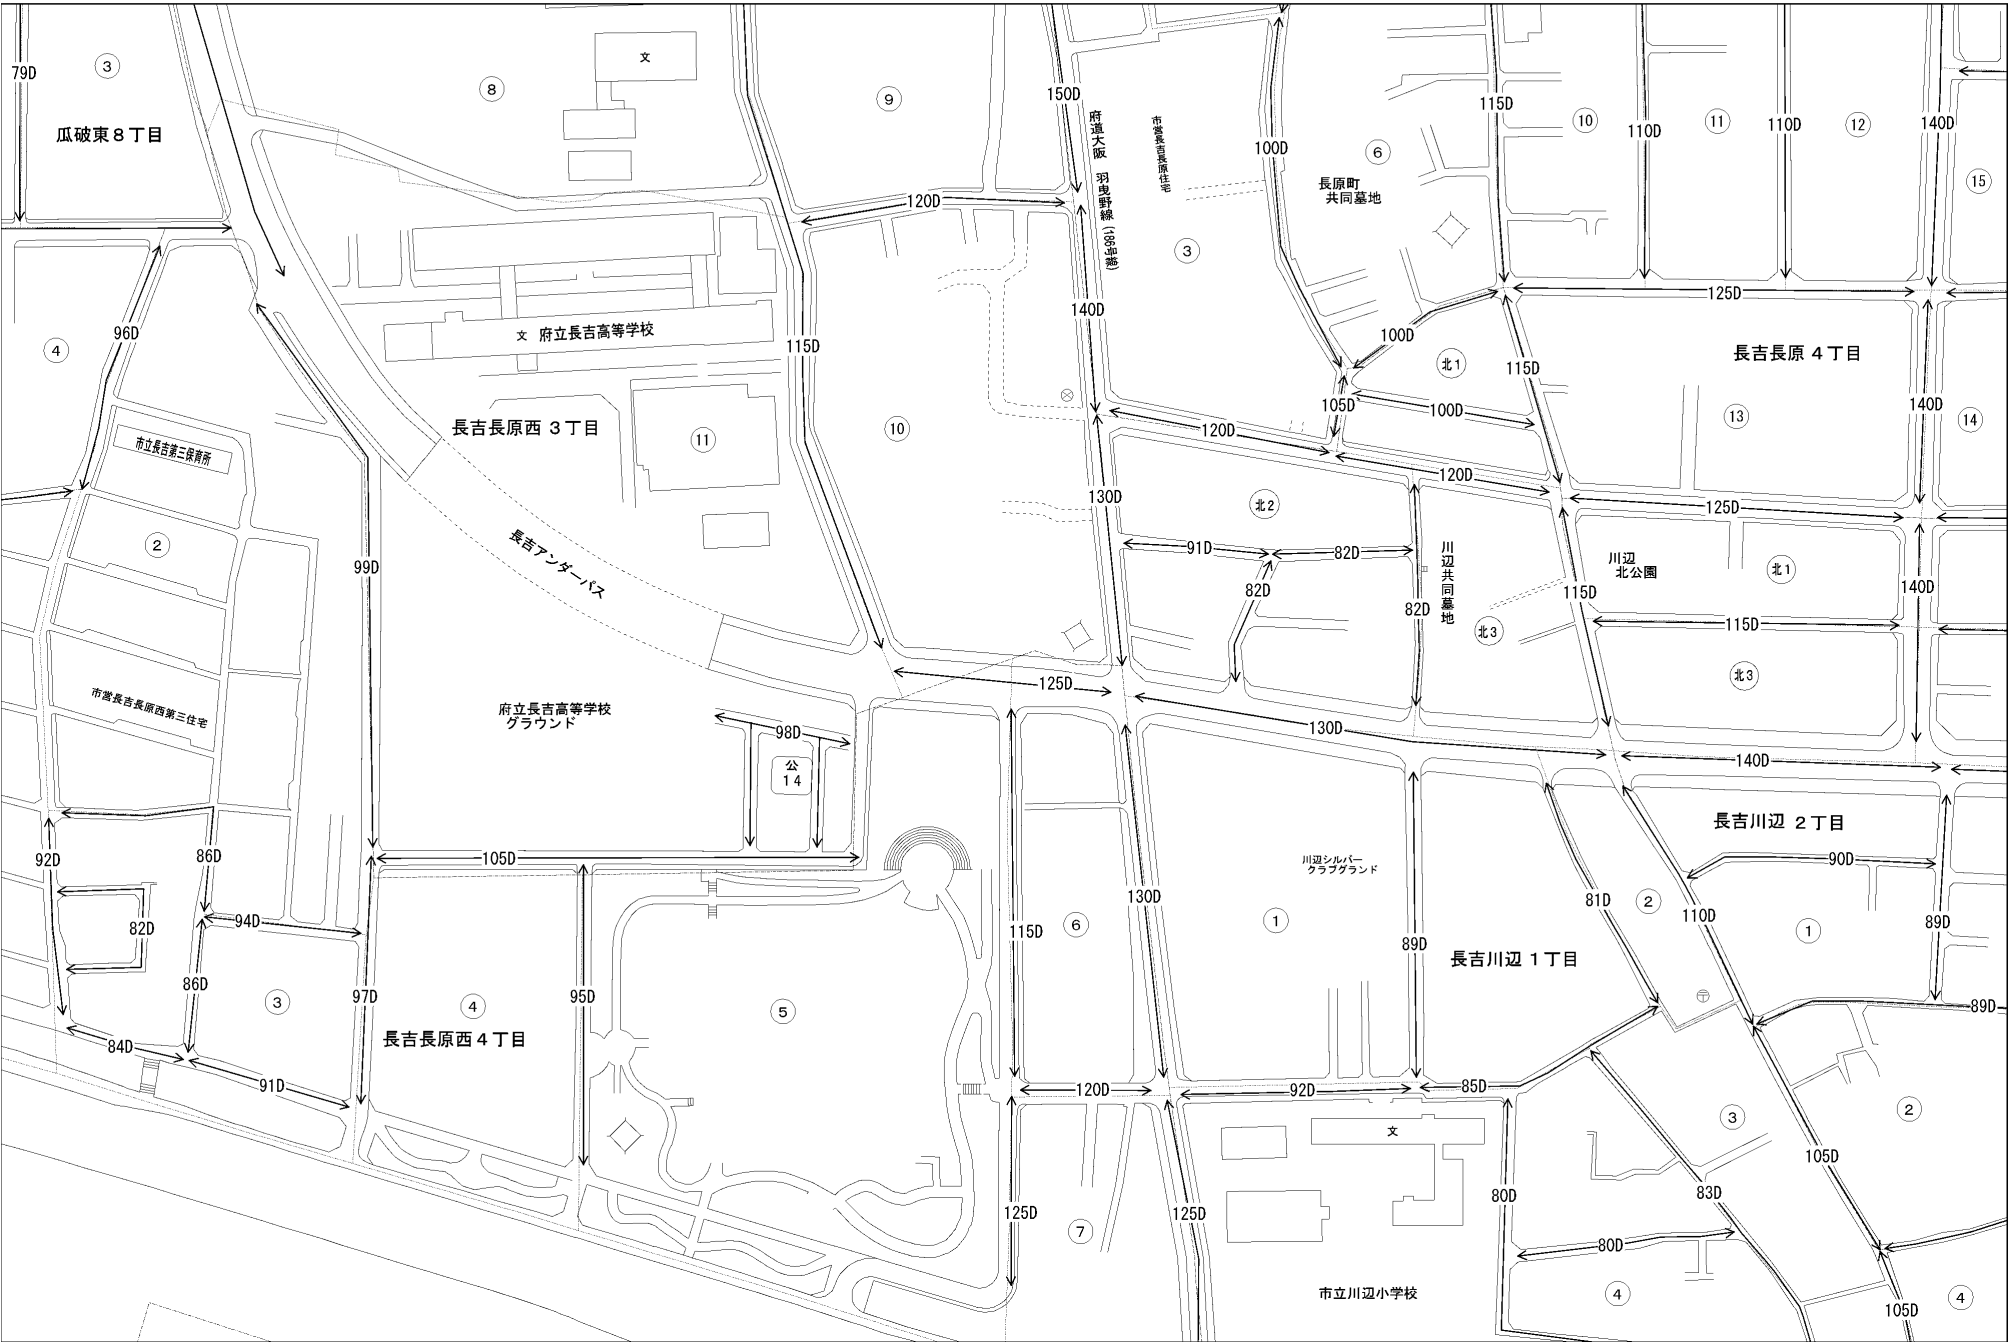 79D
③
瓜破東８丁目
⑧
文
⑨
150D
府道大阪 羽曳野線(186号線)
市営長吉長原住宅
100D
⑥
長原町
共同墓地
115D
⑩
110D
⑪
110D
⑫
140D
⑮
120D
③
④
96D
文 府立長吉高等学校
115D
140D
100D
北1
115D
125D
長吉長原４丁目
140D
⑬
⑭
市立長吉第三保育所
長吉長原西３丁目
⑪
⑩
120D
105D
100D
120D
125D
②
99D
長吉アンダーパス
130D
北2
91D
82D
82D
82D
川辺共同墓地
北3
115D
川辺
北公園
北1
140D
115D
北3
市営長吉長原西第三住宅
府立長吉高等学校
グラウンド
98D
公
14
125D
130D
140D
92D
86D
105D
82D
94D
86D
97D
③
84D
91D
④
長吉長原西４丁目
95D
⑤
115D
⑥
130D
川辺シルバー
クラブグランド
①
89D
長吉川辺１丁目
81D
②
110D
長吉川辺２丁目
90D
①
89D
89D
〒
120D
92D
85D
文
③
②
105D
125D
⑦
125D
80D
83D
80D
市立川辺小学校
④
105D
④